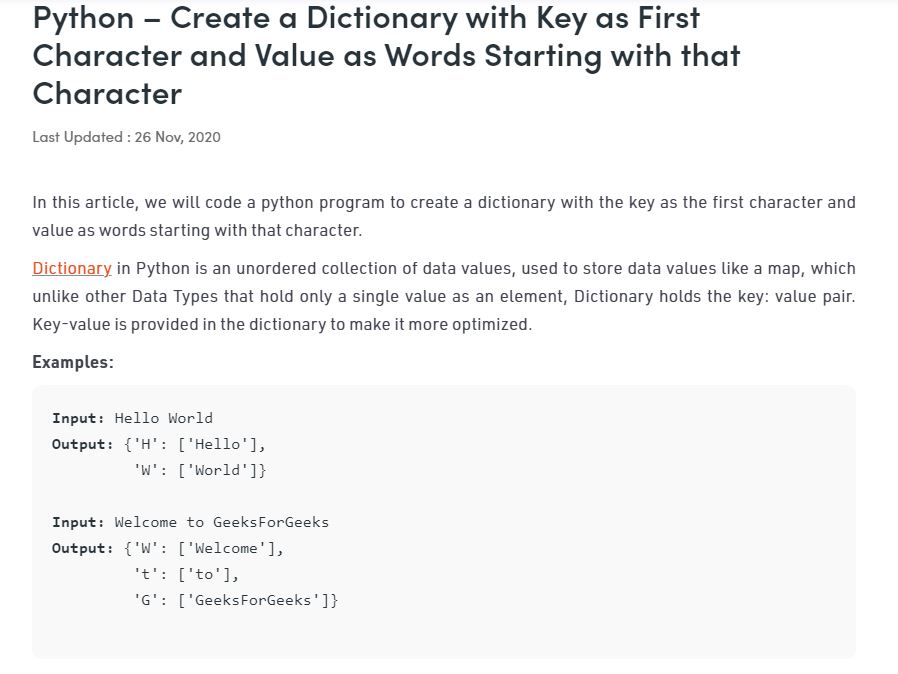 Python – Create a Dictionary with Key as First
Character and Value as Words Starting with that
Character
Last Updated : 26 Nov, 2020
In this article, we will code a python program to create a dictionary with the key as the first character and
value as words starting with that character.
Dictionary in Python is an unordered collection of data values, used to store data values like a map, which
unlike other Data Types that hold only a single value as an element, Dictionary holds the key: value pair.
Key-value is provided in the dictionary to make it more optimized.
Examples:
Input: Hello World
Output: {'H': ['Hello'],
'W': ['World']}
Input: Welcome to GeeksForGeeks
Output: {'W': ['Welcome'],
't': ['to'],
'G': ['GeeksForGeeks']}